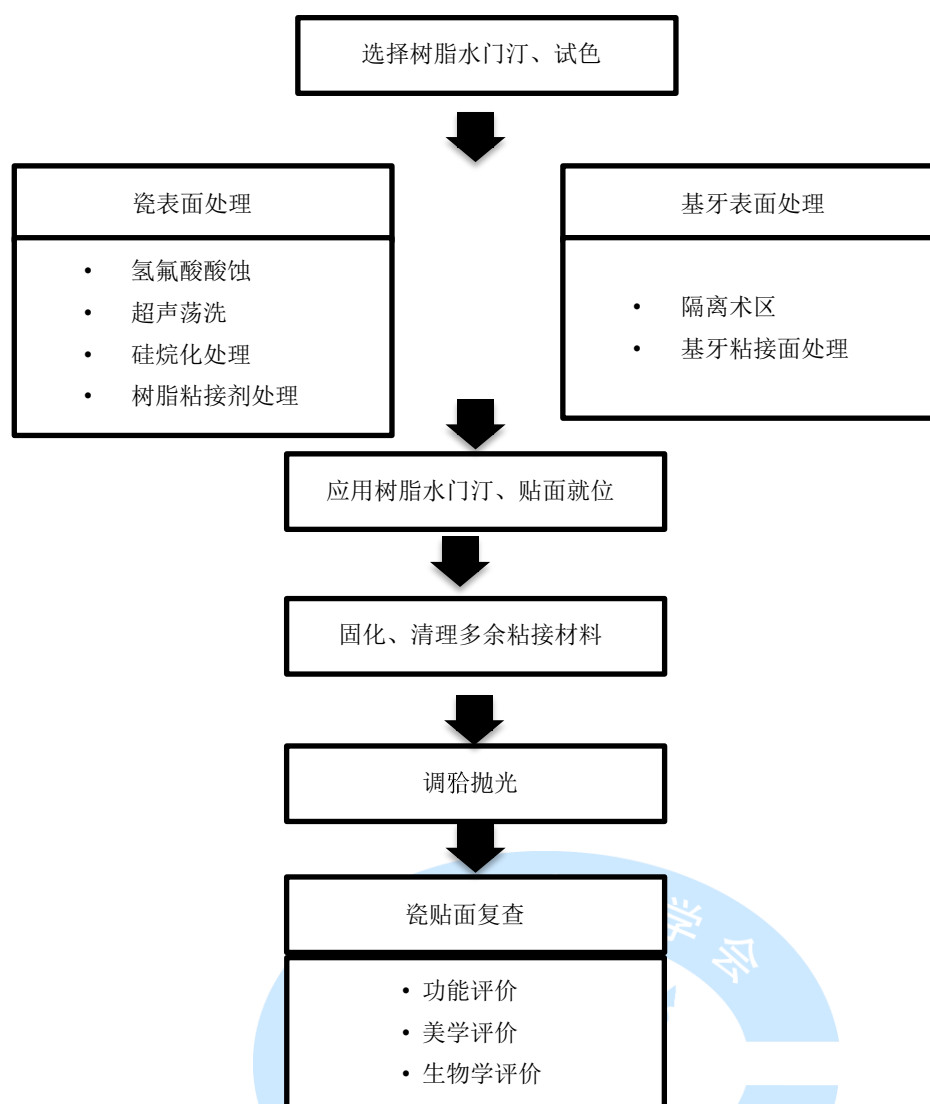 选择树脂水门汀、试色
瓷表面处理
• 氢氟酸酸蚀
• 超声荡洗
• 硅烷化处理
• 树脂粘接剂处理
基牙表面处理
• 隔离术区
• 基牙粘接面处理
应用树脂水门汀、贴面就位
固化、清理多余粘接材料
调𬌗抛光
瓷贴面复查
• 功能评价
• 美学评价
• 生物学评价
学会